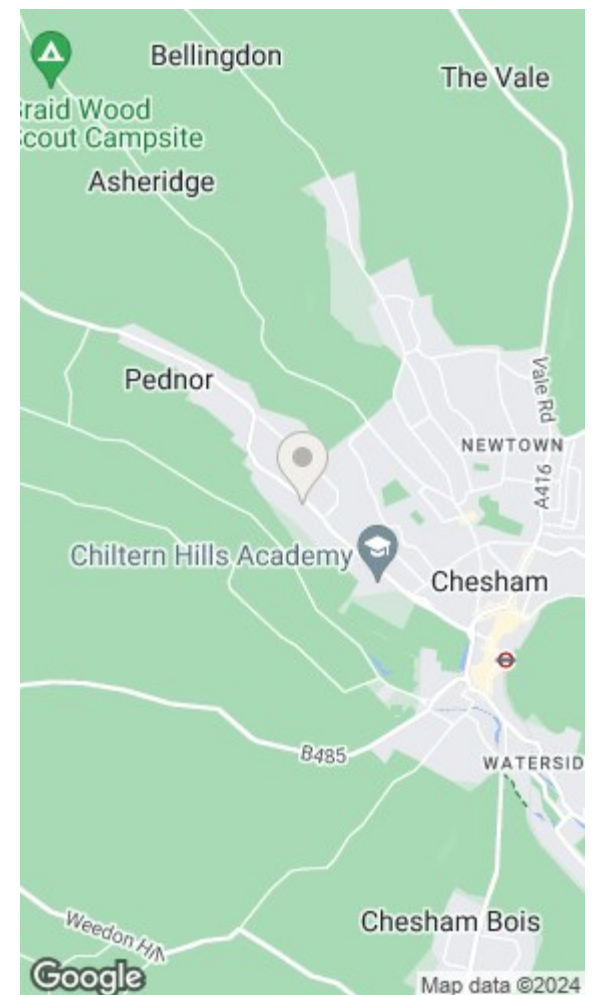 Bellingdon
The Vale
Braid Wood
Scout Campsite
Asheridge
Pednor
Vale Rd
NEWTOWN
A416
Chiltern Hills Academy
Chesham
B485
WATERSID
Chesham Bois
Weedon Hil
Google
Map data ©2024